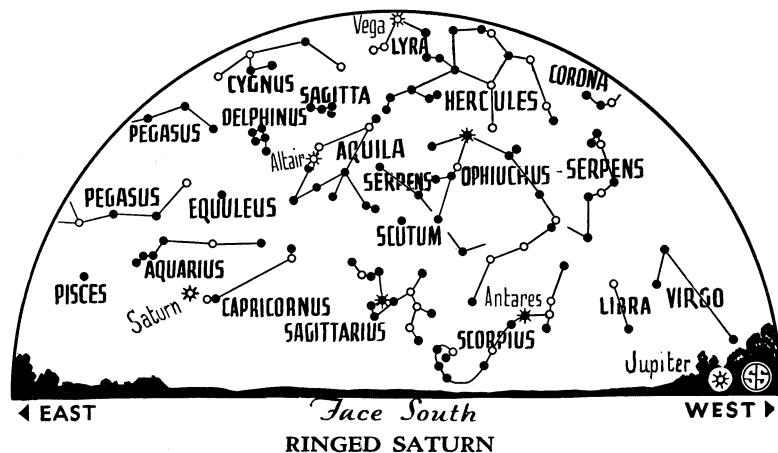 Vega
LYRA
CYGNUS
CORONA
SAGITTA
HERCULES
DELPHINUS
PEGASUS
Altair
AQUILA
SERPENS
OPHIUCHUS - SERPENS
PEGASUS
EQUULEUS
SCUTUM
AQUARIUS
PISCES
Saturn
CAPRICORNUS
Antares
LIBRA
VIRGO
SAGITTARIUS
SCORPIUS
Jupiter
SS
EAST
Face South
WEST
RINGED SATURN